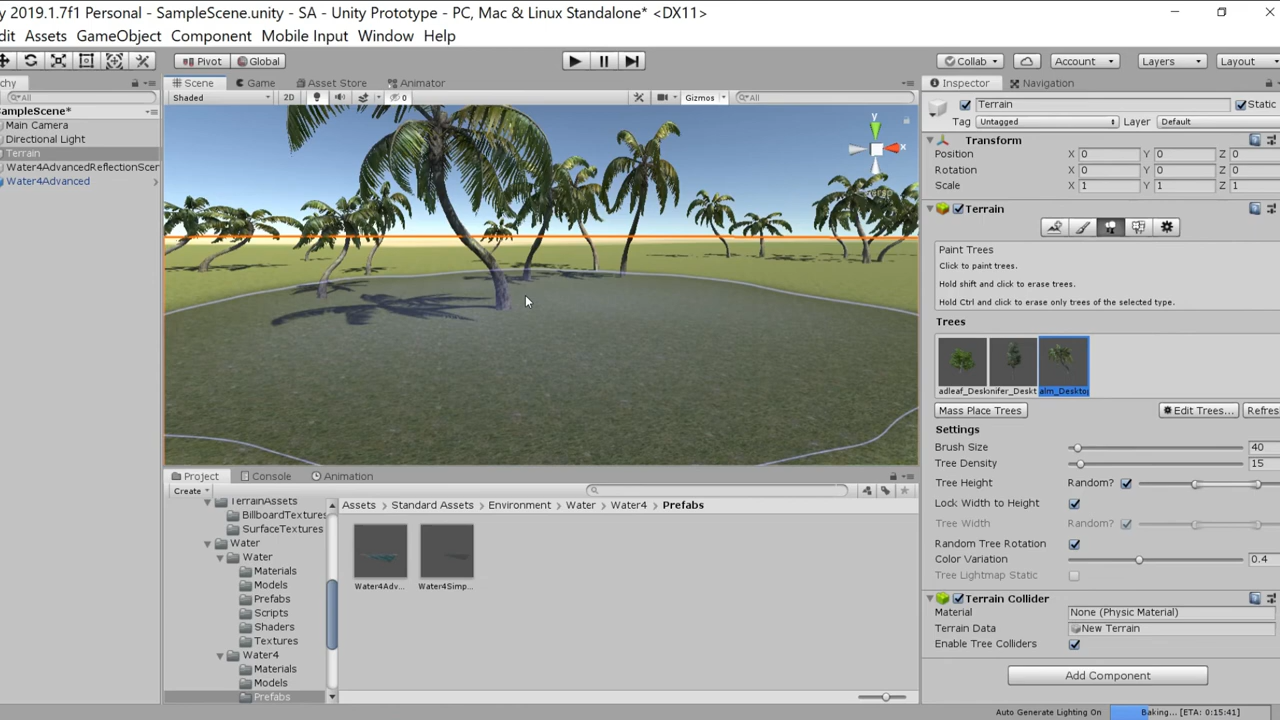 y 2019.1.7f1 Personal - SampleScene.unity - SA - Unity Prototype - PC, Mac & Linux Standalone* <DX11>
dit Assets GameObject Component Mobile Input Window Help
Pivot Global Collab Account Layers Layout
chy Scene Game Asset Store Animator Inspector Navigation
All Shaded 2D 0 Gizmos All
Terrain Static
Tag Untagged Layer Default
ampleScene*
Main Camera
Directional Light
Terrain
Water4AdvancedReflectionScer
Water4Advanced
y
x
Persp
Transform
Position X 0 Y 0 Z 0
Rotation X 0 Y 0 Z 0
Scale X 1 Y 1 Z 1
Terrain
Paint Trees
Click to paint trees.
Hold shift and click to erase trees.
Hold Ctrl and click to erase only trees of the selected type.
Trees
adleaf_Desk nifer_Deskt alm_Desktop
Mass Place Trees Edit Trees... Refres
Settings
Brush Size 40
Tree Density 15
Tree Height Random?
Lock Width to Height
Tree Width Random?
Random Tree Rotation
Color Variation 0.4
Tree Lightmap Static
Terrain Collider
Material None (Physic Material)
Terrain Data New Terrain
Enable Tree Colliders
Add Component
Project Console Animation
Create
TerrainAssets
BillboardTextures
SurfaceTextures
Water
Water
Materials
Models
Prefabs
Scripts
Shaders
Textures
Water4
Materials
Models
Prefabs
Assets > Standard Assets > Environment > Water > Water4 > Prefabs
Water4Adv... Water4Simp...
Auto Generate Lighting On Baking... [ETA: 0:15:41]